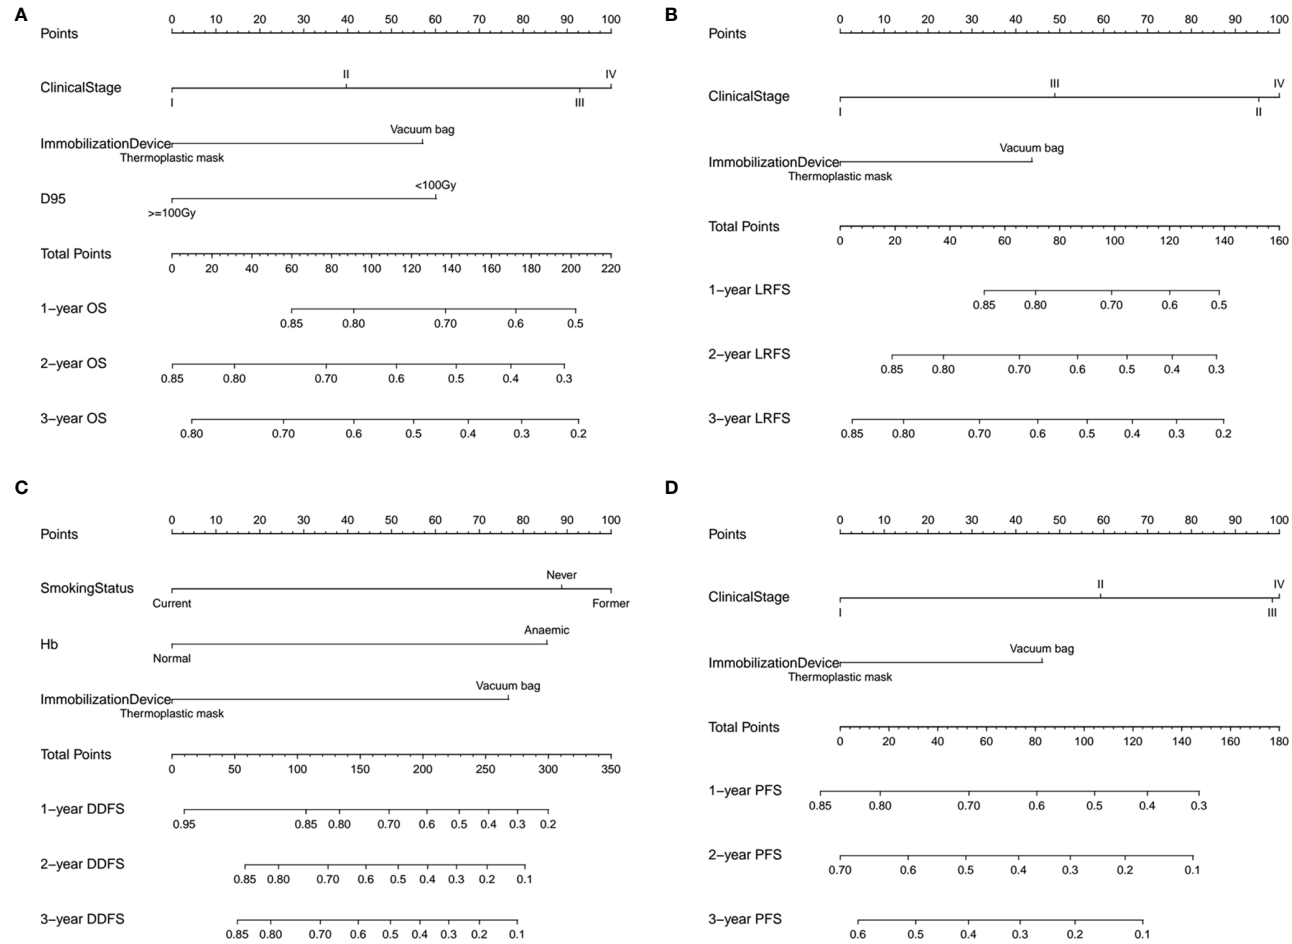 A
0 10 20 30 40 50 60 70 80 90 100
Points
II IV
ClinicalStage
I III
Vacuum bag
ImmobilizationDevice
Thermoplastic mask
<100Gy
D95
>=100Gy
Total Points
0 20 40 60 80 100 120 140 160 180 200 220
1-year OS
0.85 0.80 0.70 0.6 0.5
2-year OS
0.85 0.80 0.70 0.6 0.5 0.4 0.3
3-year OS
0.80 0.70 0.6 0.5 0.4 0.3 0.2
B
0 10 20 30 40 50 60 70 80 90 100
Points
III IV
ClinicalStage
I II
Vacuum bag
ImmobilizationDevice
Thermoplastic mask
Total Points
0 20 40 60 80 100 120 140 160
1-year LRFS
0.85 0.80 0.70 0.6 0.5
2-year LRFS
0.85 0.80 0.70 0.6 0.5 0.4 0.3
3-year LRFS
0.85 0.80 0.70 0.6 0.5 0.4 0.3 0.2
C
0 10 20 30 40 50 60 70 80 90 100
Points
Never
SmokingStatus
Current Former
Anaemic
Hb
Normal
Vacuum bag
ImmobilizationDevice
Thermoplastic mask
Total Points
0 50 100 150 200 250 300 350
1-year DDFS
0.95 0.85 0.80 0.70 0.6 0.5 0.4 0.3 0.2
2-year DDFS
0.85 0.80 0.70 0.6 0.5 0.4 0.3 0.2 0.1
3-year DDFS
0.85 0.80 0.70 0.6 0.5 0.4 0.3 0.2 0.1
D
0 10 20 30 40 50 60 70 80 90 100
Points
II IV
ClinicalStage
I III
Vacuum bag
ImmobilizationDevice
Thermoplastic mask
Total Points
0 20 40 60 80 100 120 140 160 180
1-year PFS
0.85 0.80 0.70 0.6 0.5 0.4 0.3
2-year PFS
0.70 0.6 0.5 0.4 0.3 0.2 0.1
3-year PFS
0.6 0.5 0.4 0.3 0.2 0.1